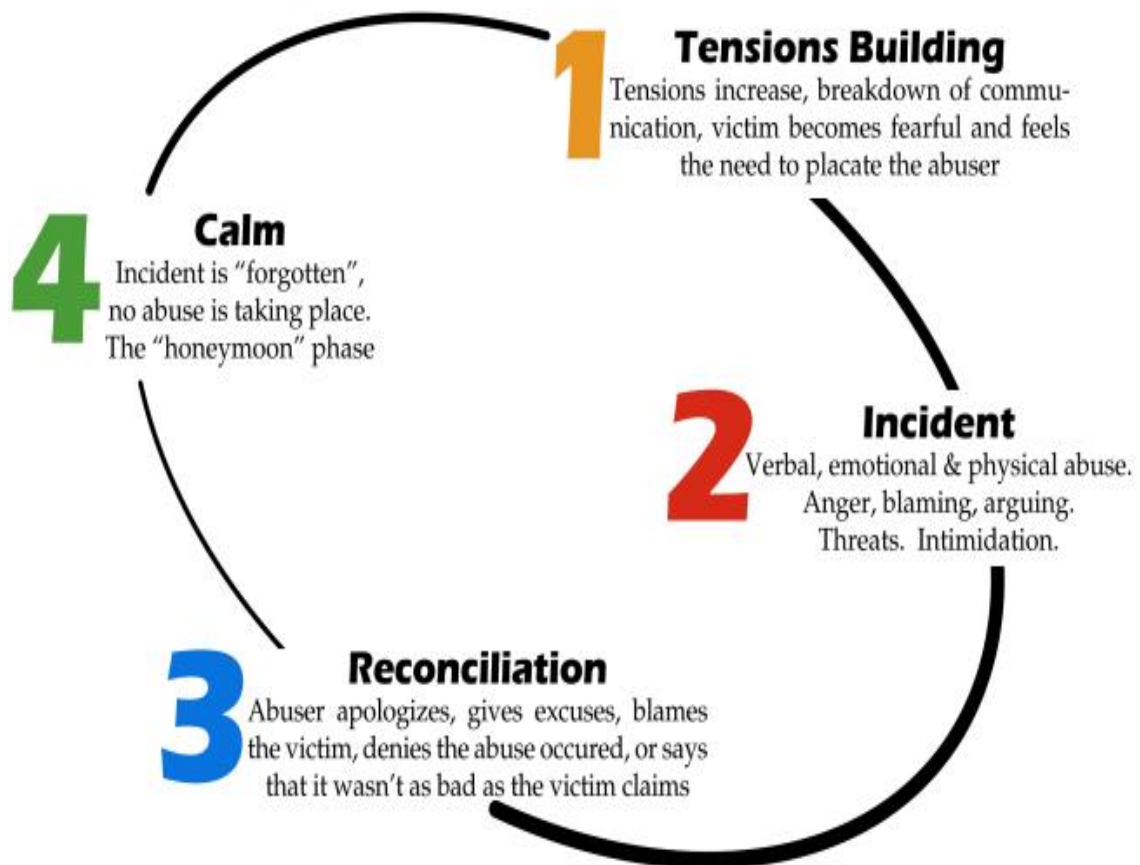 1
Tensions Building
Tensions increase, breakdown of commu-
nication, victim becomes fearful and feels
the need to placate the abuser
2
Incident
Verbal, emotional & physical abuse.
Anger, blaming, arguing.
Threats. Intimidation.
3
Reconciliation
Abuser apologizes, gives excuses, blames
the victim, denies the abuse occured, or says
that it wasn't as bad as the victim claims
4
Calm
Incident is “forgotten”,
no abuse is taking place.
The “honeymoon” phase